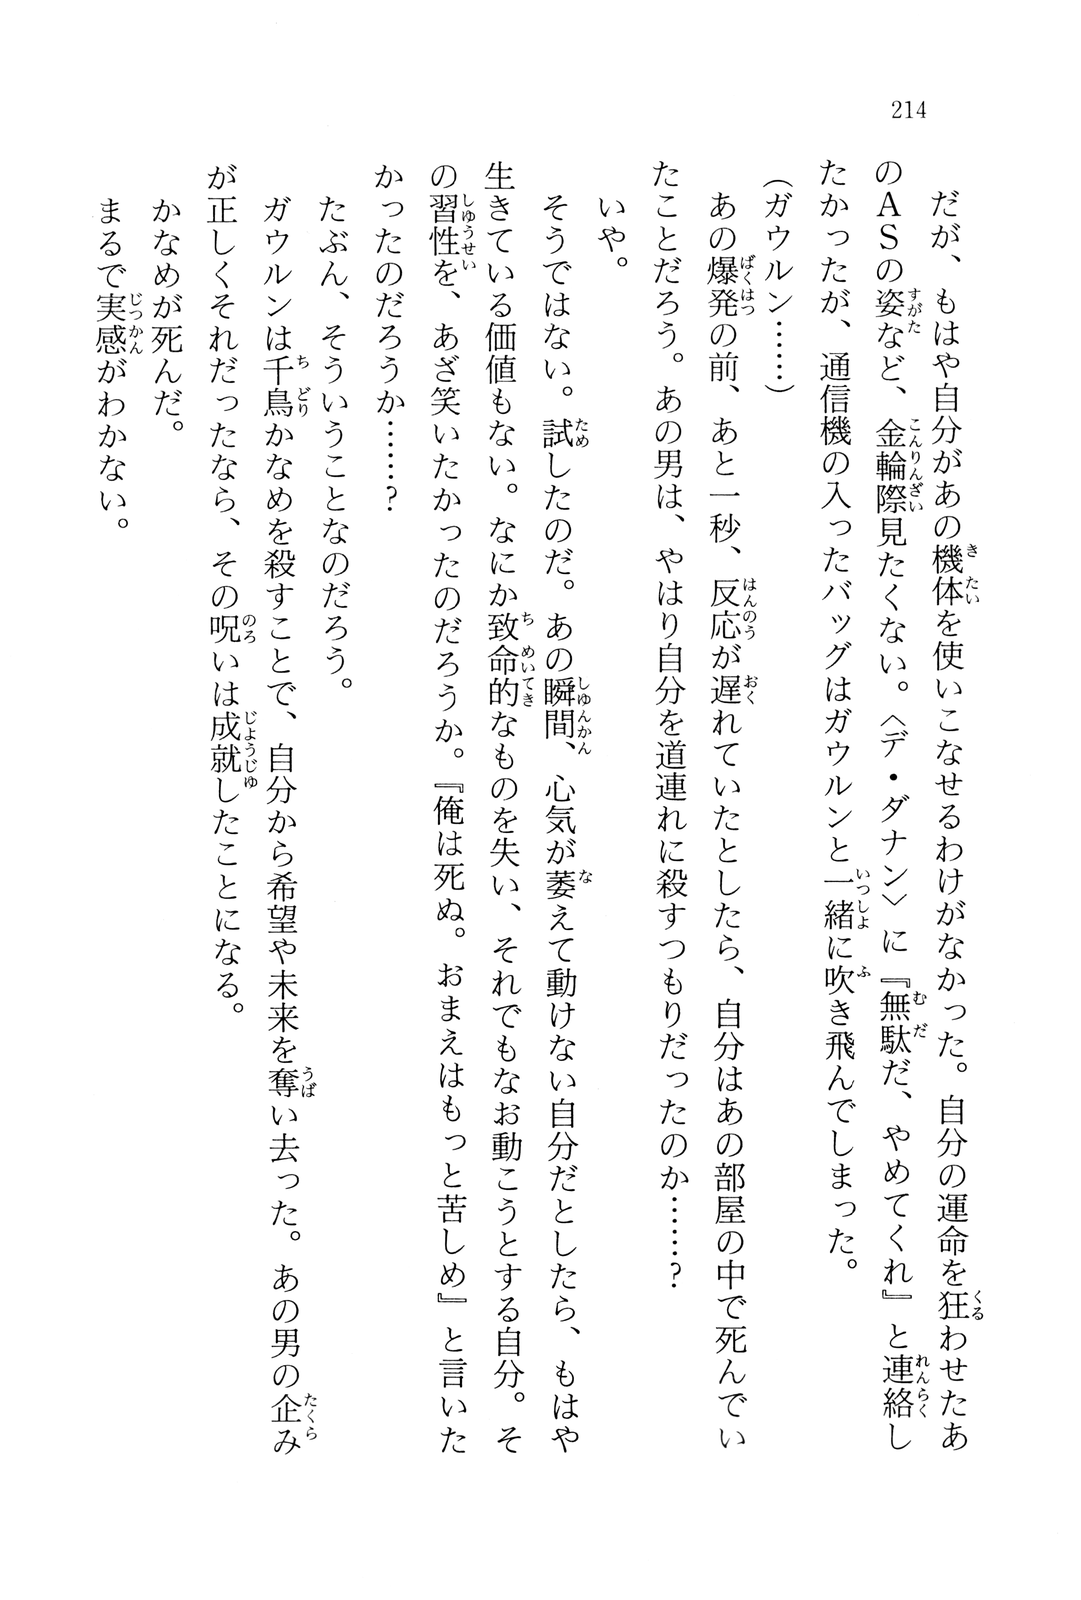 214
だが、もはや自分があの機体を使いこなせるわけがなかった。自分の運命を狂わせたあ
のASの姿など、金輪際見たくない。〈デ・ダナン〉に『無駄だ、やめてくれ』と連絡し
たかったが、通信機の入ったバッグはガウルンと一緒に吹き飛んでしまった。
(ガウルン……)
あの爆発の前、あと一秒、反応が遅れていたとしたら、自分はあの部屋の中で死んでい
たことだろう。あの男は、やはり自分を道連れに殺すつもりだったのか……?
いや。
そうではない。試したのだ。あの瞬間、心気が萎えて動けない自分だとしたら、もはや
生きている価値もない。なにか致命的なものを失い、それでもなお動こうとする自分。そ
の習性を、あざ笑いたかったのだろうか。『俺は死ぬ。おまえはもっと苦しめ』と言いた
かったのだろうか……?
たぶん、そういうことなのだろう。
ガウルンは千鳥かなめを殺すことで、自分から希望や未来を奪い去った。あの男の企み
が正しくそれだったなら、その呪いは成就したことになる。
かなめが死んだ。
まるで実感がわかない。